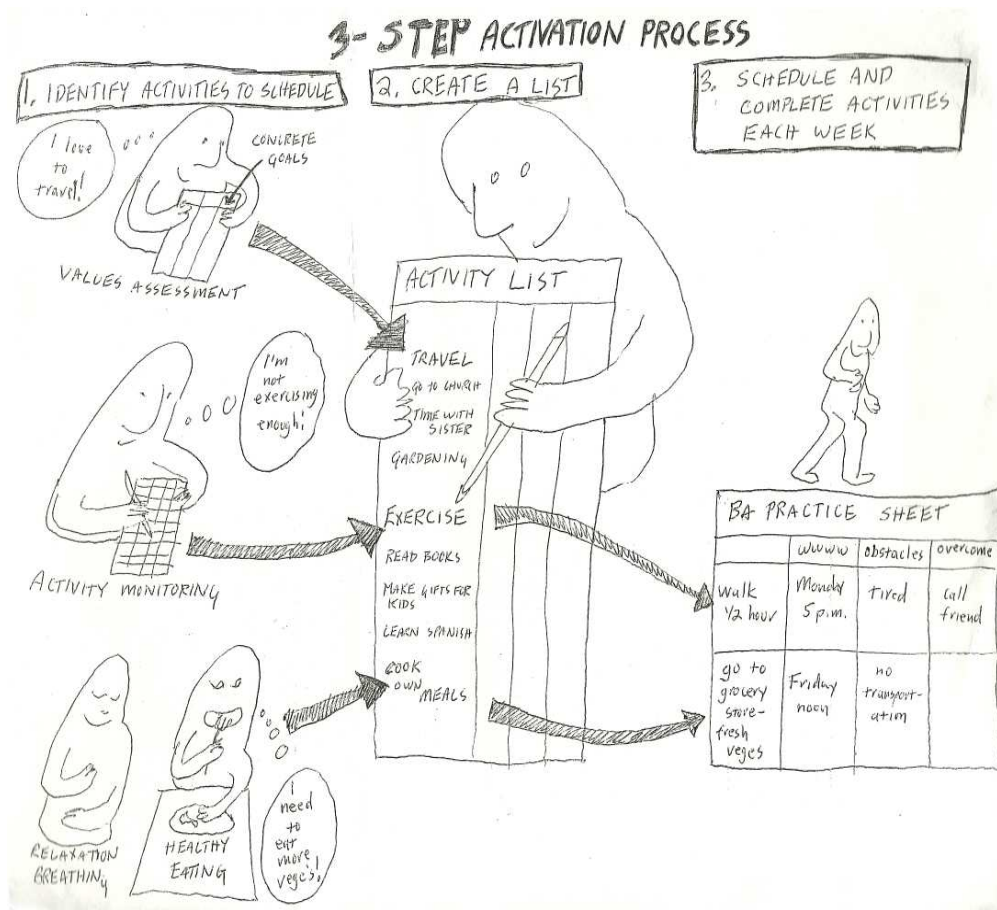 3-STEP ACTIVATION PROCESS
1. IDENTIFY ACTIVITIES TO SCHEDULE
I love
to
travel!
CONCRETE
GOALS
VALUES ASSESSMENT
I'm
not
exercising
enough!
ACTIVITY MONITORING
RELAXATION
BREATHING
HEALTHY
EATING
I
need
to
eat
more
vege's!
2. CREATE A LIST
ACTIVITY LIST
TRAVEL
GO TO CHURCH
TIME WITH
SISTER
GARDENING
EXERCISE
READ BOOKS
MAKE GIFTS FOR
KIDS
LEARN SPANISH
COOK
OWN
MEALS
3. SCHEDULE AND
COMPLETE ACTIVITIES
EACH WEEK
BA PRACTICE SHEET
WWWW obstacles overcome
walk
1/2 hour
Monday
5 p.m.
tired
call
friend
go to
grocery
store-
fresh
veges
Friday
noon
no
transport-
ation